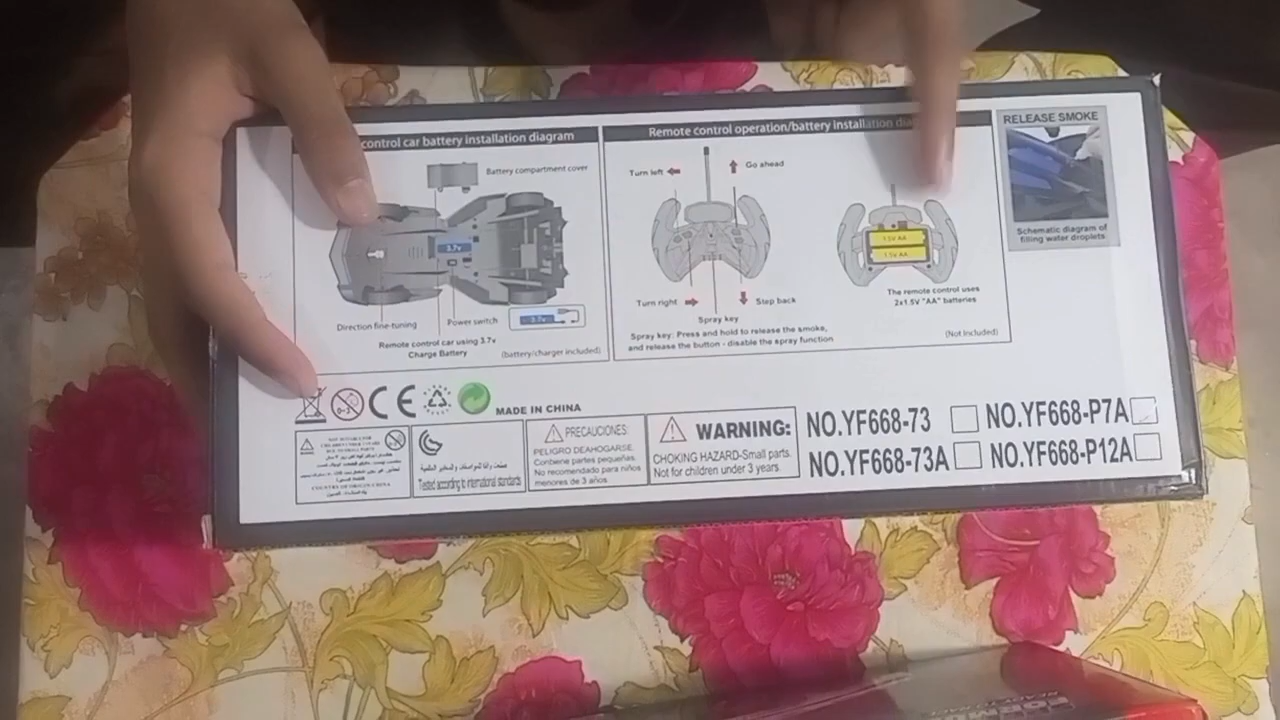 control car battery installation diagram
Battery compartment cover
3.7v
Direction fine-tuning
Power switch
3.7v
Remote control car using 3.7v
Charge Battery
(battery/charger included)
Remote control operation/battery installation
Turn left
Go ahead
Turn right
Step back
Spray key
Spray key: Press and hold to release the smoke,
and release the button - disable the spray function
1.5V AA
1.5V AA
The remote control uses
2x1.5V "AA" batteries
(Not Included)
RELEASE SMOKE
Schematic diagram of
filling water droplets
0-3
CE
MADE IN CHINA
COUNTRY OF ORIGIN CHINA
Tested according to international standards
PRECAUCIONES:
PELIGRO DEAHOGARSE.
Contiene partes pequeñas.
No recomendado para niños
menores de 3 años
WARNING:
CHOKING HAZARD-Small parts.
Not for children under 3 years.
NO.YF668-73
NO.YF668-P7A
NO.YF668-73A
NO.YF668-P12A